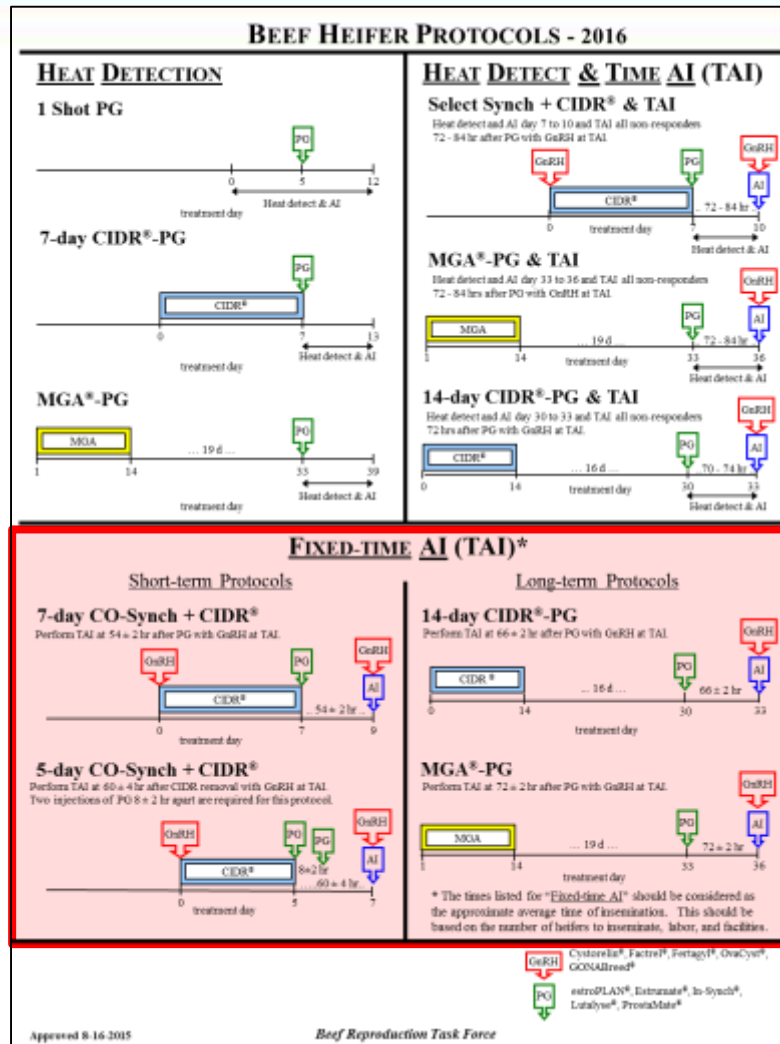 BEEF HEIFER PROTOCOLS - 2016
HEAT DETECTION
1 Shot PG
PG
0 5 12
Heat detect & AI
treatment day
7-day CIDR®-PG
PG
CIDR®
0 7 13
Heat detect & AI
treatment day
MGA®-PG
PG
MGA
... 19 d ...
1 14 33 39
Heat detect & AI
treatment day
HEAT DETECT & TIME AI (TAI)
Select Synch + CIDR® & TAI
Heat detect and AI day 7 to 10 and TAI all non-responders
72 - 84 hr after PG with GnRH at TAI.
GnRH PG GnRH
AI
CIDR®
.. 72 - 84 hr ..
0 treatment day 7 10
Heat detect & AI
MGA®-PG & TAI
Heat detect and AI day 33 to 36 and TAI all non-responders
72 - 84 hrs after PG with GnRH at TAI.
GnRH
PG AI
MGA
... 19 d ...
72 - 84 hr
1 14 33 36
treatment day
Heat detect & AI
14-day CIDR®-PG & TAI
Heat detect and AI day 30 to 33 and TAI all non-responders
72 hrs after PG with GnRH at TAI.
GnRH
PG AI
CIDR®
... 16 d ...
70 - 74 hr
0 14 30 33
treatment day
Heat detect & AI
FIXED-TIME AI (TAI)*
Short-term Protocols
7-day CO-Synch + CIDR®
Perform TAI at 54 ± 2 hr after PG with GnRH at TAI.
GnRH PG GnRH
AI
CIDR®
.. 54 ± 2 hr ..
0 7 9
treatment day
5-day CO-Synch + CIDR®
Perform TAI at 60 ± 4 hr after CIDR removal with GnRH at TAI.
Two injections of PG 8 ± 2 hr apart are required for this protocol.
GnRH PG PG GnRH
AI
CIDR®
8±2 hr
.....60 ± 4 hr...
0 5 7
treatment day
Long-term Protocols
14-day CIDR®-PG
Perform TAI at 66 ± 2 hr after PG with GnRH at TAI.
GnRH
PG AI
CIDR ®
... 16 d ...
66 ± 2 hr
0 14 30 33
treatment day
MGA®-PG
Perform TAI at 72 ± 2 hr after PG with GnRH at TAI.
GnRH
PG AI
MGA
... 19 d ...
72 ± 2 hr
1 14 33 36
treatment day
* The times listed for “Fixed-time AI” should be considered as
the approximate average time of insemination. This should be
based on the number of heifers to inseminate, labor, and facilities.
GnRH
Cystorelin®, Factrel®, Fertagyl®, OvaCyst®,
GONABreed®
PG
estroPLAN®, Estrumate®, In-Synch®,
Lutalyse®, ProstaMate®
Approved 8-16-2015
Beef Reproduction Task Force